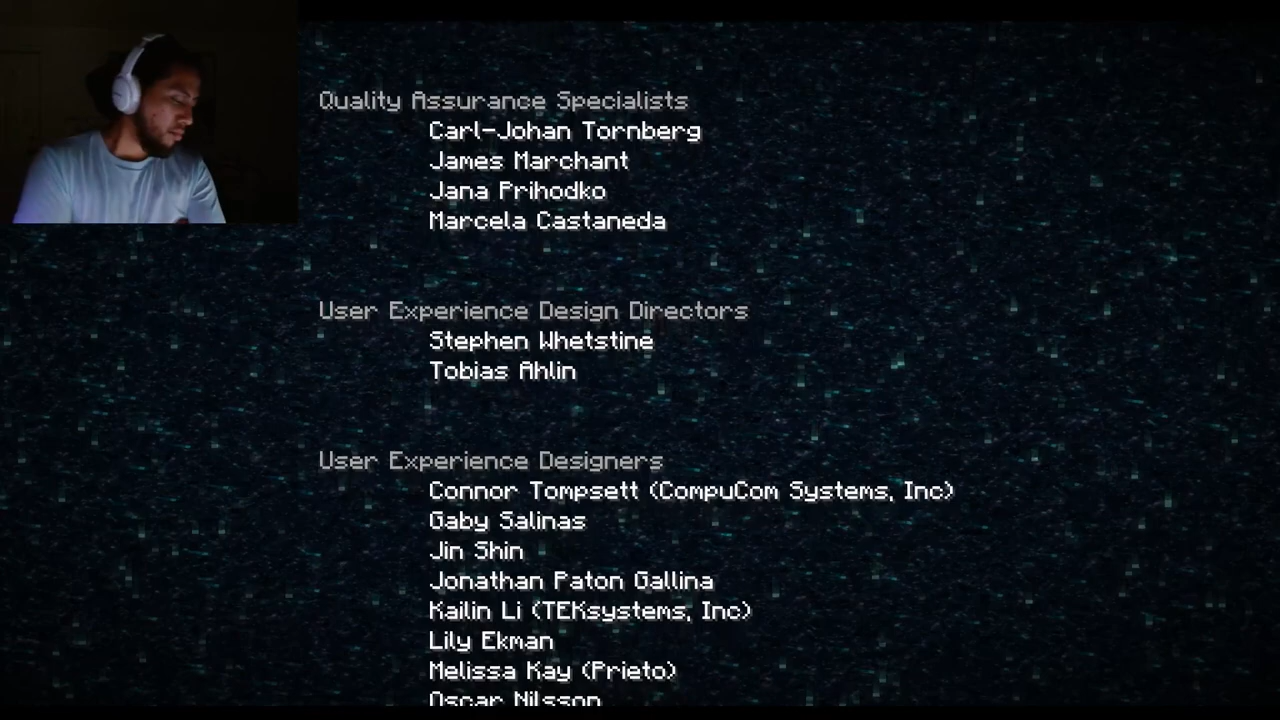 Quality Assurance Specialists
Carl-Johan Tornberg
James Marchant
Jana Prihodko
Marcela Castaneda
User Experience Design Directors
Stephen Whetstine
Tobias Ahlin
User Experience Designers
Connor Tompsett (CompuCom Systems, Inc)
Gaby Salinas
Jin Shin
Jonathan Paton Gallina
Kailin Li (TEKsystems, Inc)
Lily Ekman
Melissa Kay (Prieto)
Oscar Nilsson